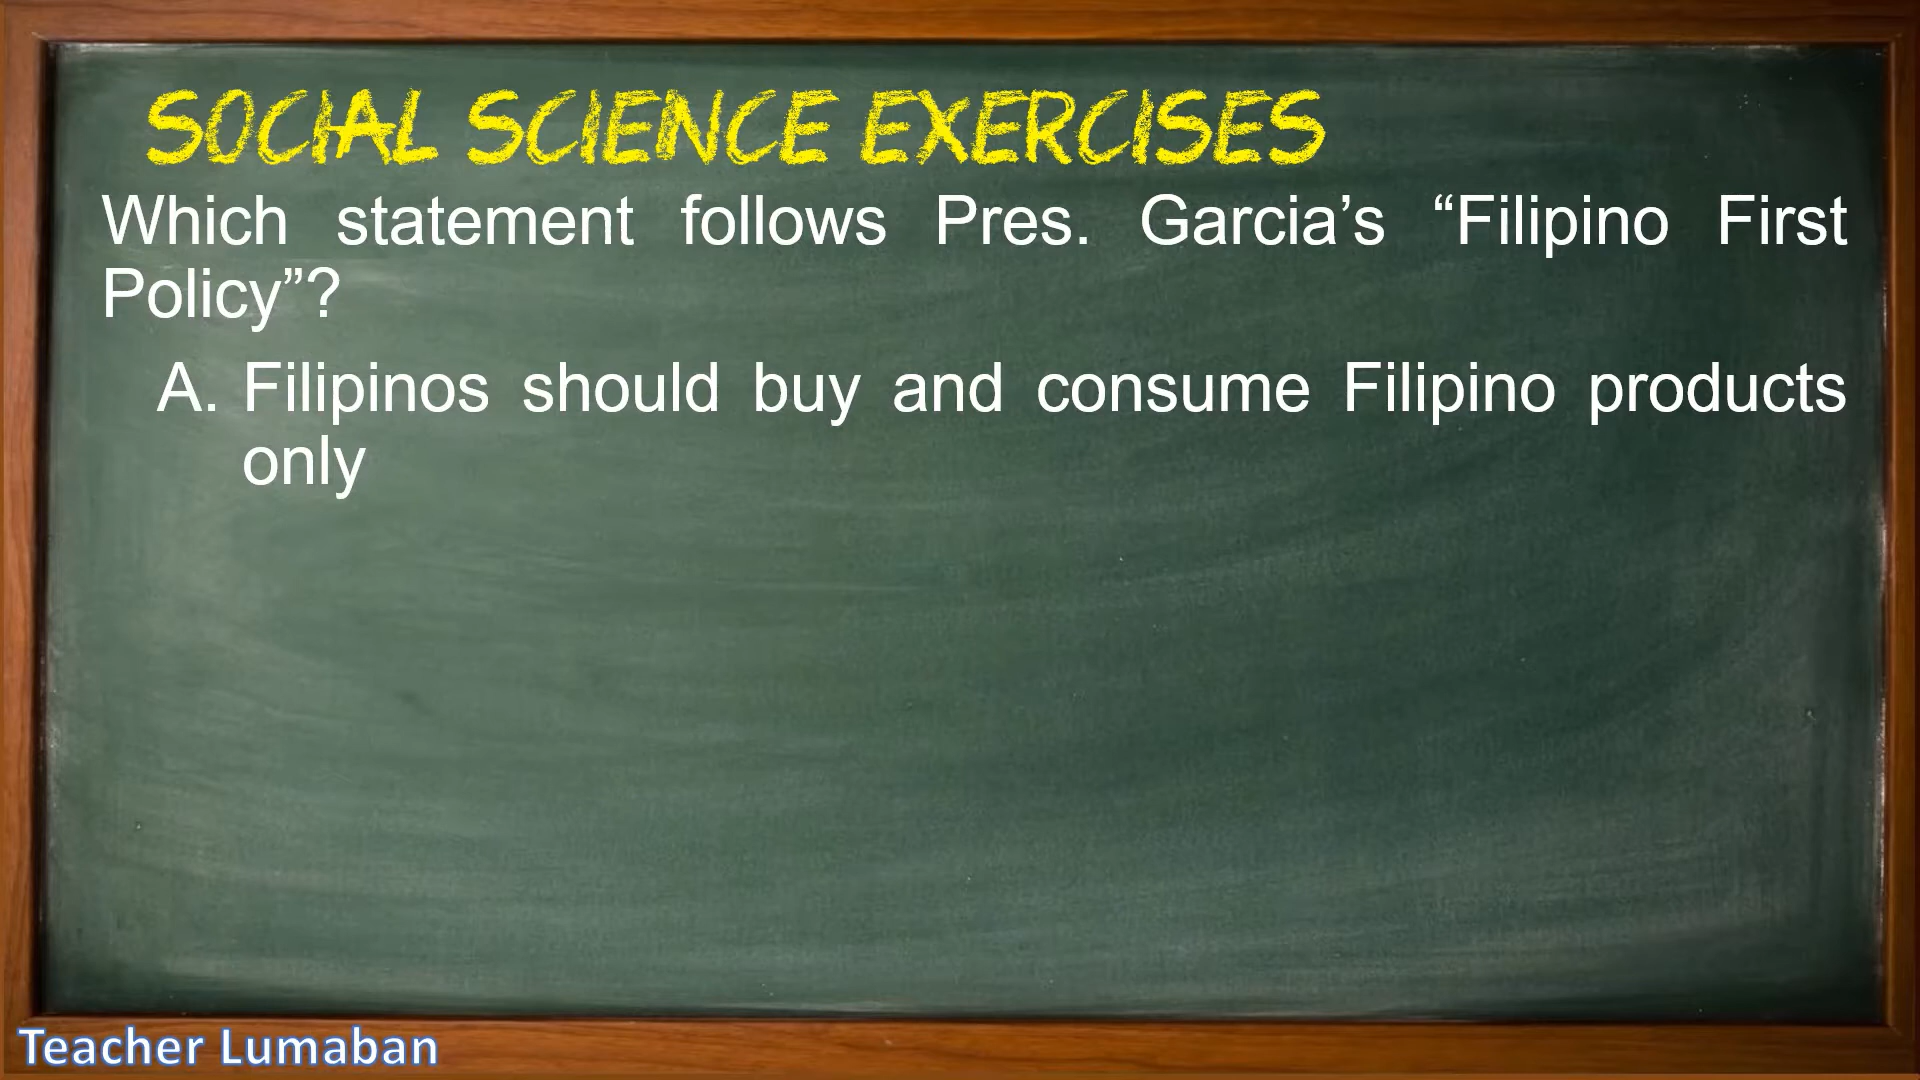 SOCIAL SCIENCE EXERCISES
Which statement follows Pres. Garcia’s “Filipino First
Policy”?
A. Filipinos should buy and consume Filipino products
only
Teacher Lumaban